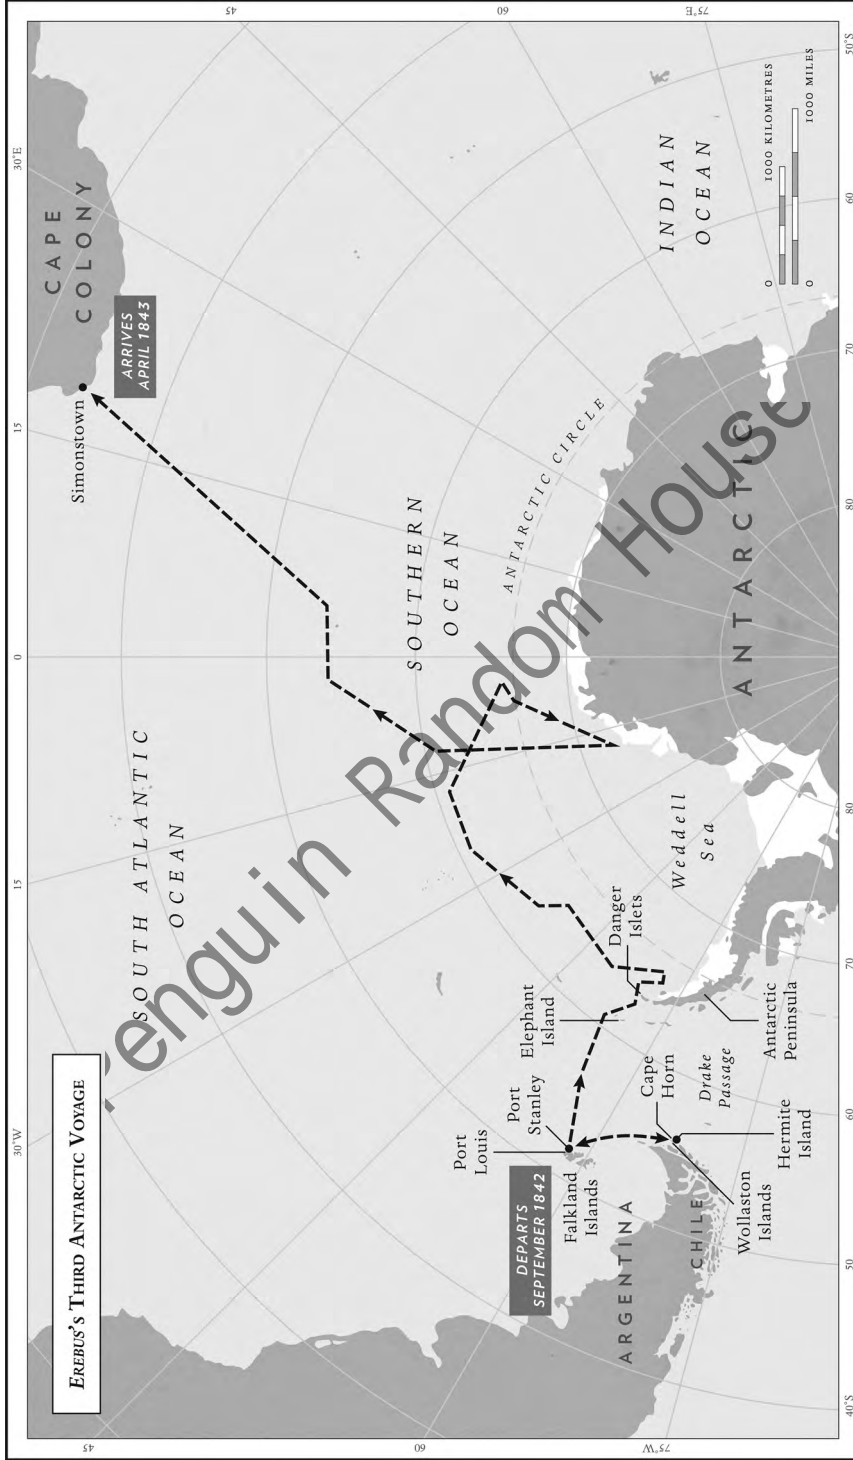 EREBUS's THIRD ANTARCTIC VOYAGE
45
60
75°W
30°W
15
0
15
30°E
45
60
75°E
40°S
50
60
70
80
80
70
60
50°S
CAPE
COLONY
ARRIVES
APRIL 1843
Simonstown
SOUTH ATLANTIC
OCEAN
SOUTHERN
OCEAN
INDIAN
OCEAN
ANTARCTIC CIRCLE
ANTARCTIC
Weddell
Sea
Danger
Islets
Elephant
Island
Antarctic
Peninsula
Drake
Passage
Cape
Horn
Hermite
Island
Wollaston
Islands
Port
Stanley
Port
Louis
Falkland
Islands
DEPARTS
SEPTEMBER 1842
ARGENTINA
CHILE
0 1000 KILOMETRES
0 1000 MILES
Penguin Random House